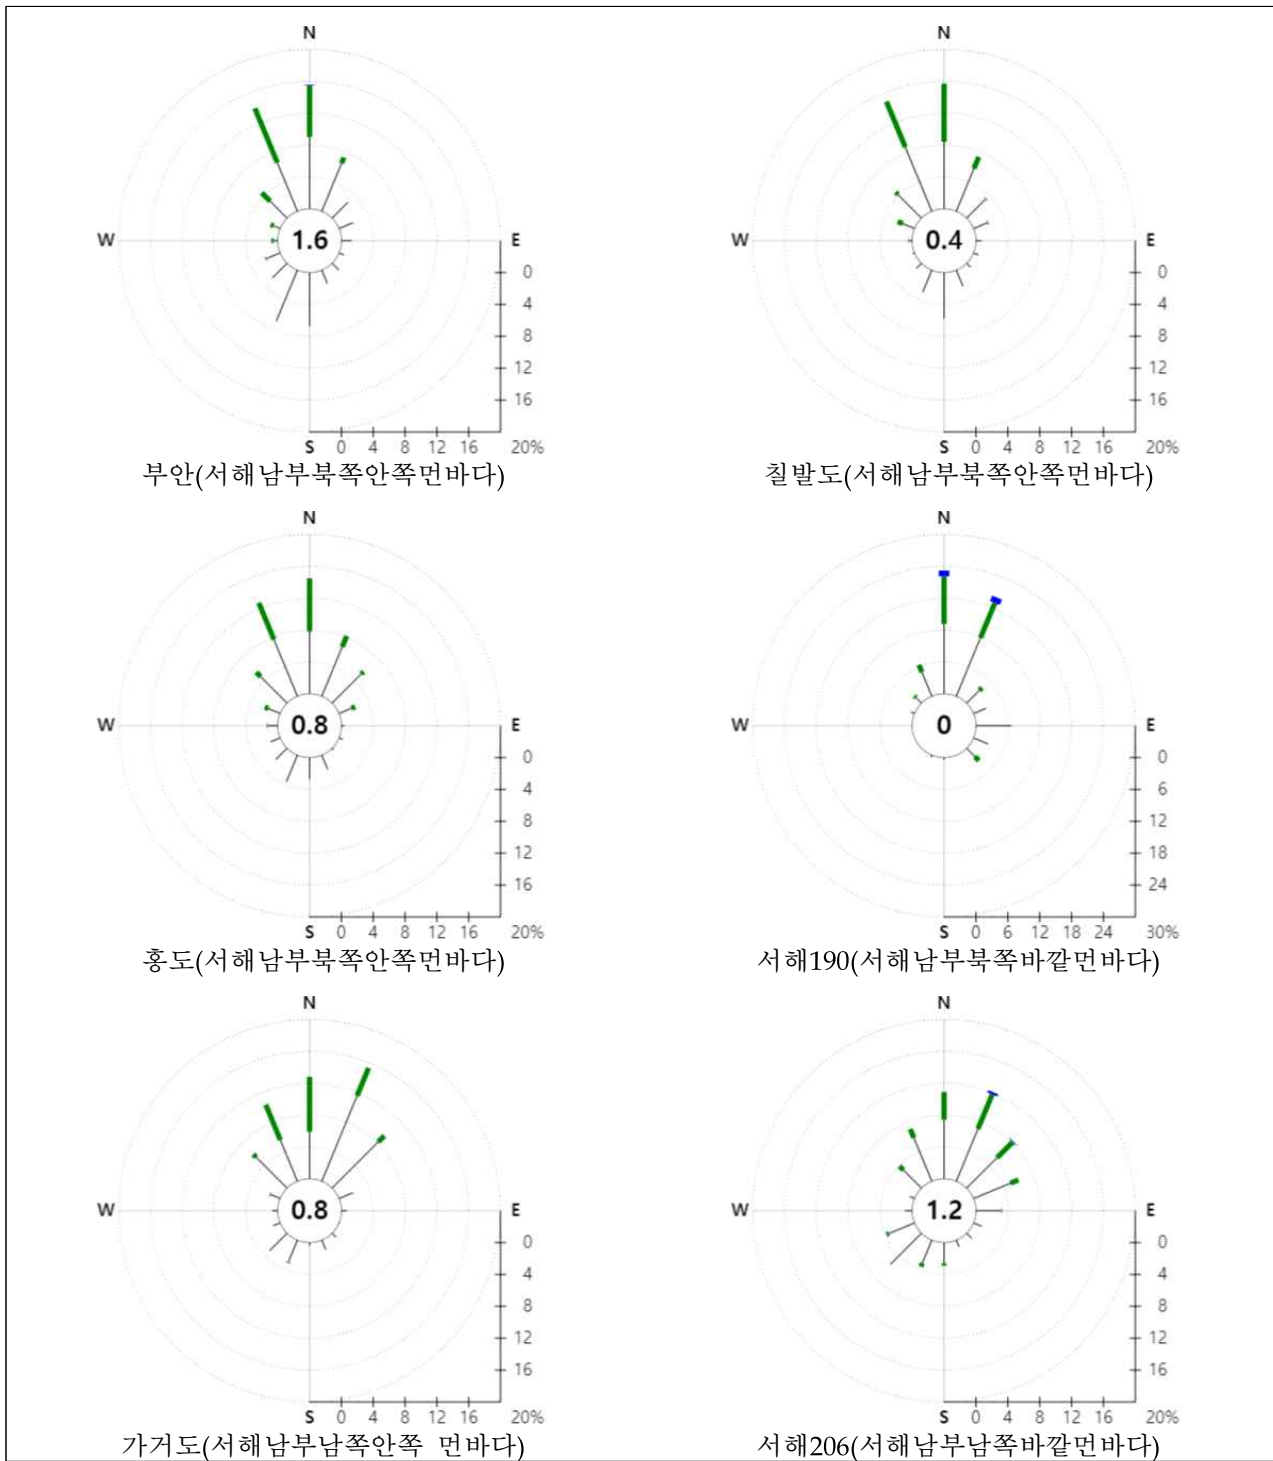 N
N
W
1.6
E
W
0.4
E
0
0
4
4
8
8
12
12
16
16
S 0 4 8 12 16 20%
S 0 4 8 12 16 20%
부안(서해남부북쪽안쪽먼바다)
칠발도(서해남부북쪽안쪽먼바다)
N
N
W
0.8
E
W
0
E
0
0
4
6
8
12
12
18
16
24
S 0 4 8 12 16 20%
S 0 6 12 18 24 30%
홍도(서해남부북쪽안쪽먼바다)
서해190(서해남부북쪽바깥먼바다)
N
N
W
0.8
E
W
1.2
E
0
0
4
4
8
8
12
12
16
16
S 0 4 8 12 16 20%
S 0 4 8 12 16 20%
가거도(서해남부남쪽안쪽 먼바다)
서해206(서해남부남쪽바깥먼바다)